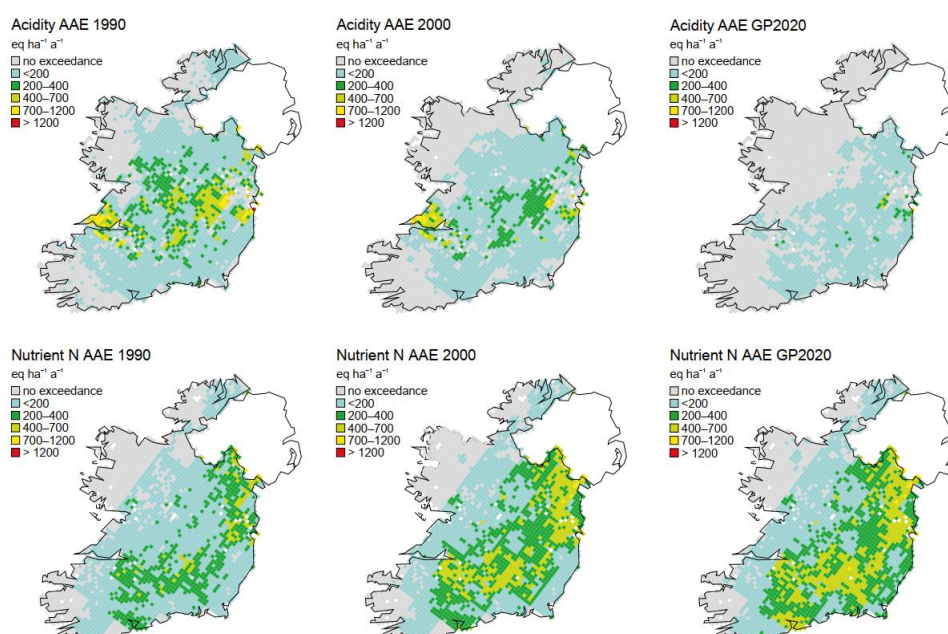 Acidity AAE 1990
eq ha⁻¹ a⁻¹
no exceedance
<200
200–400
400–700
700–1200
> 1200
Acidity AAE 2000
eq ha⁻¹ a⁻¹
no exceedance
<200
200–400
400–700
700–1200
> 1200
Acidity AAE GP2020
eq ha⁻¹ a⁻¹
no exceedance
<200
200–400
400–700
700–1200
> 1200
Nutrient N AAE 1990
eq ha⁻¹ a⁻¹
no exceedance
<200
200–400
400–700
700–1200
> 1200
Nutrient N AAE 2000
eq ha⁻¹ a⁻¹
no exceedance
<200
200–400
400–700
700–1200
> 1200
Nutrient N AAE GP2020
eq ha⁻¹ a⁻¹
no exceedance
<200
200–400
400–700
700–1200
> 1200